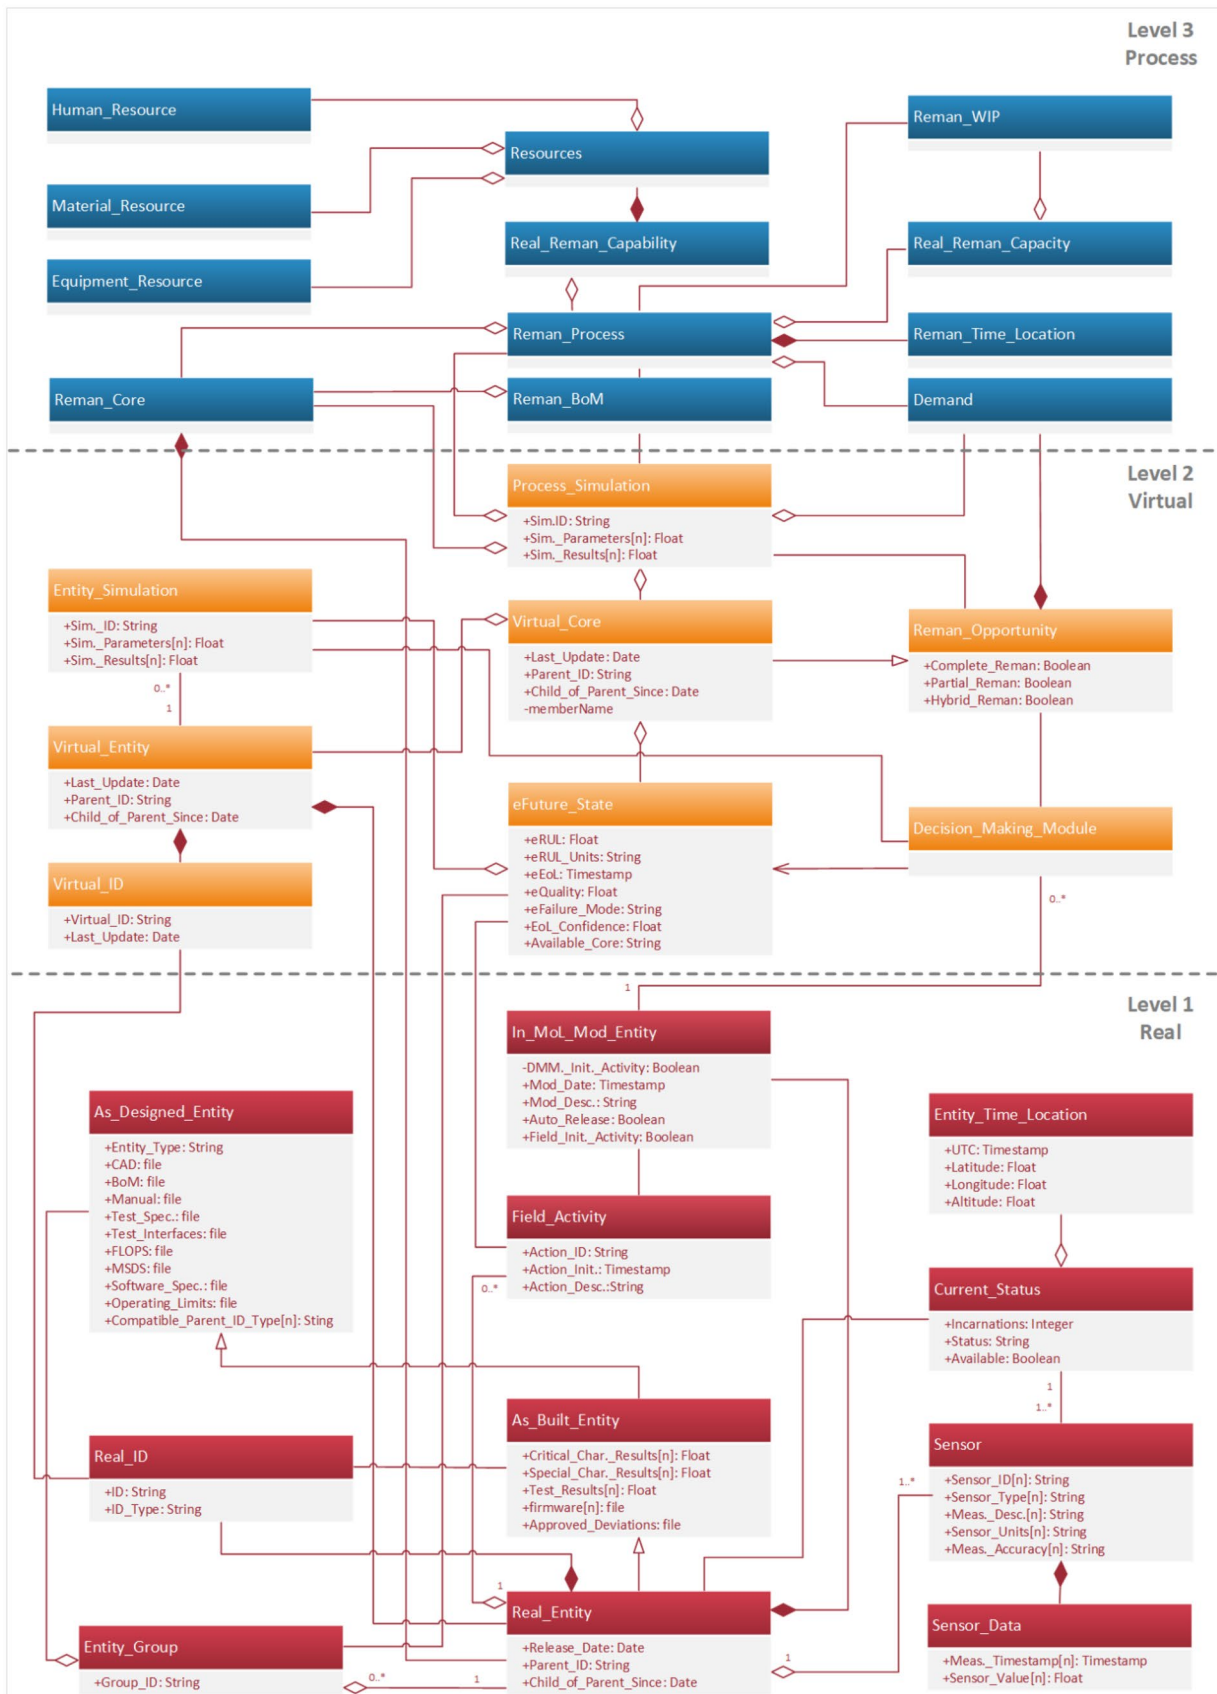 Level 3
Process
Human_Resource
Reman_WIP
Resources
Material_Resource
Real_Reman_Capability
Real_Reman_Capacity
Equipment_Resource
Reman_Process
Reman_Time_Location
Reman_Core
Reman_BoM
Demand
Level 2
Virtual
Process_Simulation
+Sim.ID: String
+Sim._Parameters[n]: Float
+Sim._Results[n]: Float
Entity_Simulation
+Sim._ID: String
+Sim._Parameters[n]: Float
+Sim._Results[n]: Float
0..*
1
Virtual_Core
+Last_Update: Date
+Parent_ID: String
+Child_of_Parent_Since: Date
-memberName
Reman_Opportunity
+Complete_Reman: Boolean
+Partial_Reman: Boolean
+Hybrid_Reman: Boolean
Virtual_Entity
+Last_Update: Date
+Parent_ID: String
+Child_of_Parent_Since: Date
eFuture_State
+eRUL: Float
+eRUL_Units: String
+eEoL: Timestamp
+eQuality: Float
+eFailure_Mode: String
+EoL_Confidence: Float
+Available_Core: String
Decision_Making_Module
0..*
Virtual_ID
+Virtual_ID: String
+Last_Update: Date
1
Level 1
Real
In_MoL_Mod_Entity
-DMM._Init._Activity: Boolean
+Mod_Date: Timestamp
+Mod_Desc.: String
+Auto_Release: Boolean
+Field_Init._Activity: Boolean
As_Designed_Entity
+Entity_Type: String
+CAD: file
+BoM: file
+Manual: file
+Test_Spec.: file
+Test_Interfaces: file
+FLOPS: file
+MSDS: file
+Software_Spec.: file
+Operating_Limits: file
+Compatible_Parent_ID_Type[n]: Sting
Entity_Time_Location
+UTC: Timestamp
+Latitude: Float
+Longitude: Float
+Altitude: Float
Field_Activity
+Action_ID: String
+Action_Init.: Timestamp
+Action_Desc.:String
0..*
Current_Status
+Incarnations: Integer
+Status: String
+Available: Boolean
1
1..*
As_Built_Entity
+Critical_Char._Results[n]: Float
+Special_Char._Results[n]: Float
+Test_Results[n]: Float
+firmware[n]: file
+Approved_Deviations: file
Real_ID
+ID: String
+ID_Type: String
Sensor
+Sensor_ID[n]: String
+Sensor_Type[n]: String
+Meas._Desc.[n]: String
+Sensor_Units[n]: String
+Meas._Accuracy[n]: String
1..*
1
Real_Entity
+Release_Date: Date
+Parent_ID: String
+Child_of_Parent_Since: Date
1
Entity_Group
+Group_ID: String
0..*
1
Sensor_Data
+Meas._Timestamp[n]: Timestamp
+Sensor_Value[n]: Float